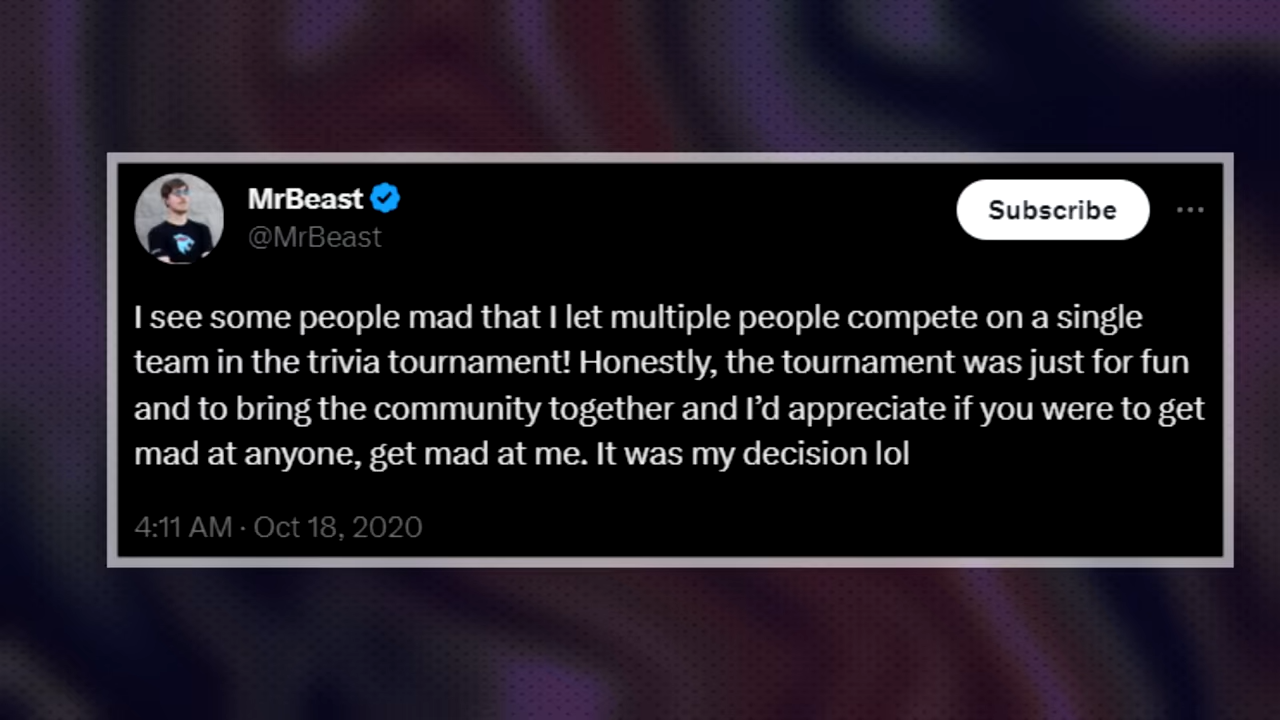 MrBeast
@MrBeast
Subscribe
I see some people mad that I let multiple people compete on a single
team in the trivia tournament! Honestly, the tournament was just for fun
and to bring the community together and I’d appreciate if you were to get
mad at anyone, get mad at me. It was my decision lol
4:11 AM · Oct 18, 2020